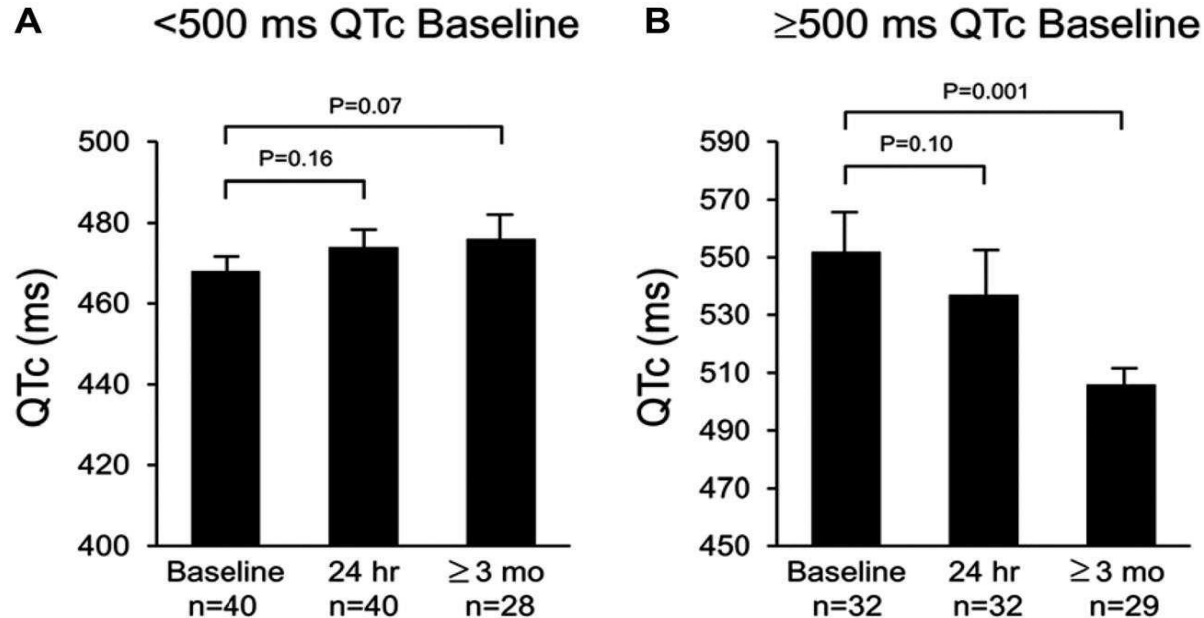 A <500 ms QTc Baseline
P=0.07
P=0.16
500
480
460
440
420
400
QTc (ms)
Baseline 24 hr ≥3 mo
n=40 n=40 n=28
B ≥500 ms QTc Baseline
P=0.001
P=0.10
590
570
550
530
510
490
470
450
QTc (ms)
Baseline 24 hr ≥3 mo
n=32 n=32 n=29